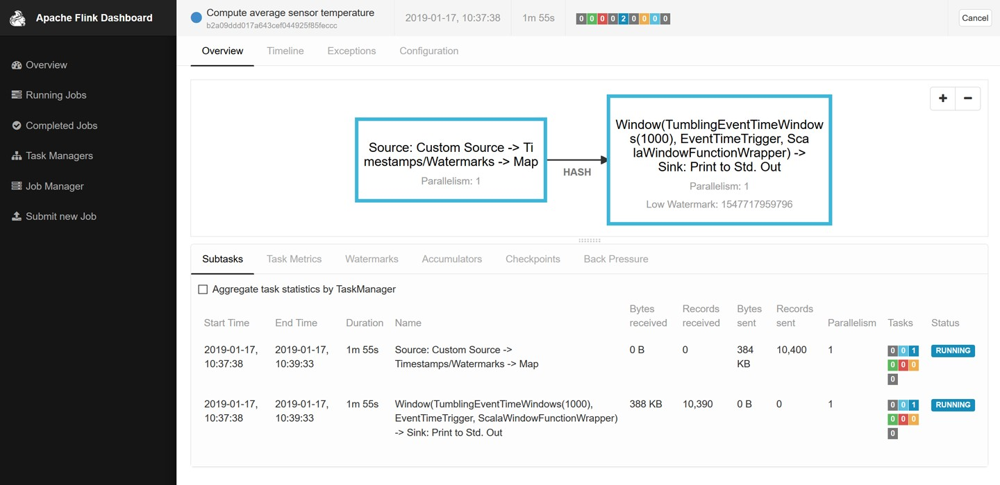 Apache Flink Dashboard
Overview
Running Jobs
Completed Jobs
Task Managers
Job Manager
Submit new Job
Compute average sensor temperature
b2a09ddd017a643cef044925f85feccc
2019-01-17, 10:37:38
1m 55s
0 0 0 0 2 0 0 0 0
Cancel
Overview Timeline Exceptions Configuration
+ −
Source: Custom Source -> Ti
mestamps/Watermarks -> Map
Parallelism: 1
HASH
Window(TumblingEventTimeWindow
s(1000), EventTimeTrigger, Sca
laWindowFunctionWrapper) ->
Sink: Print to Std. Out
Parallelism: 1
Low Watermark: 1547717959796
Subtasks Task Metrics Watermarks Accumulators Checkpoints Back Pressure
Aggregate task statistics by TaskManager
Bytes Records Bytes Records
Start Time End Time Duration Name received received sent sent Parallelism Tasks Status
2019-01-17, 2019-01-17, 1m 55s Source: Custom Source -> 0 B 0 384 10,400 1 0 0 1 RUNNING
10:37:38 10:39:33 Timestamps/Watermarks -> Map KB 0 0 0
0
2019-01-17, 2019-01-17, 1m 55s Window(TumblingEventTimeWindows(1000), 388 KB 10,390 0 B 0 1 0 0 1 RUNNING
10:37:38 10:39:33 EventTimeTrigger, ScalaWindowFunctionWrapper) 0 0 0
-> Sink: Print to Std. Out 0